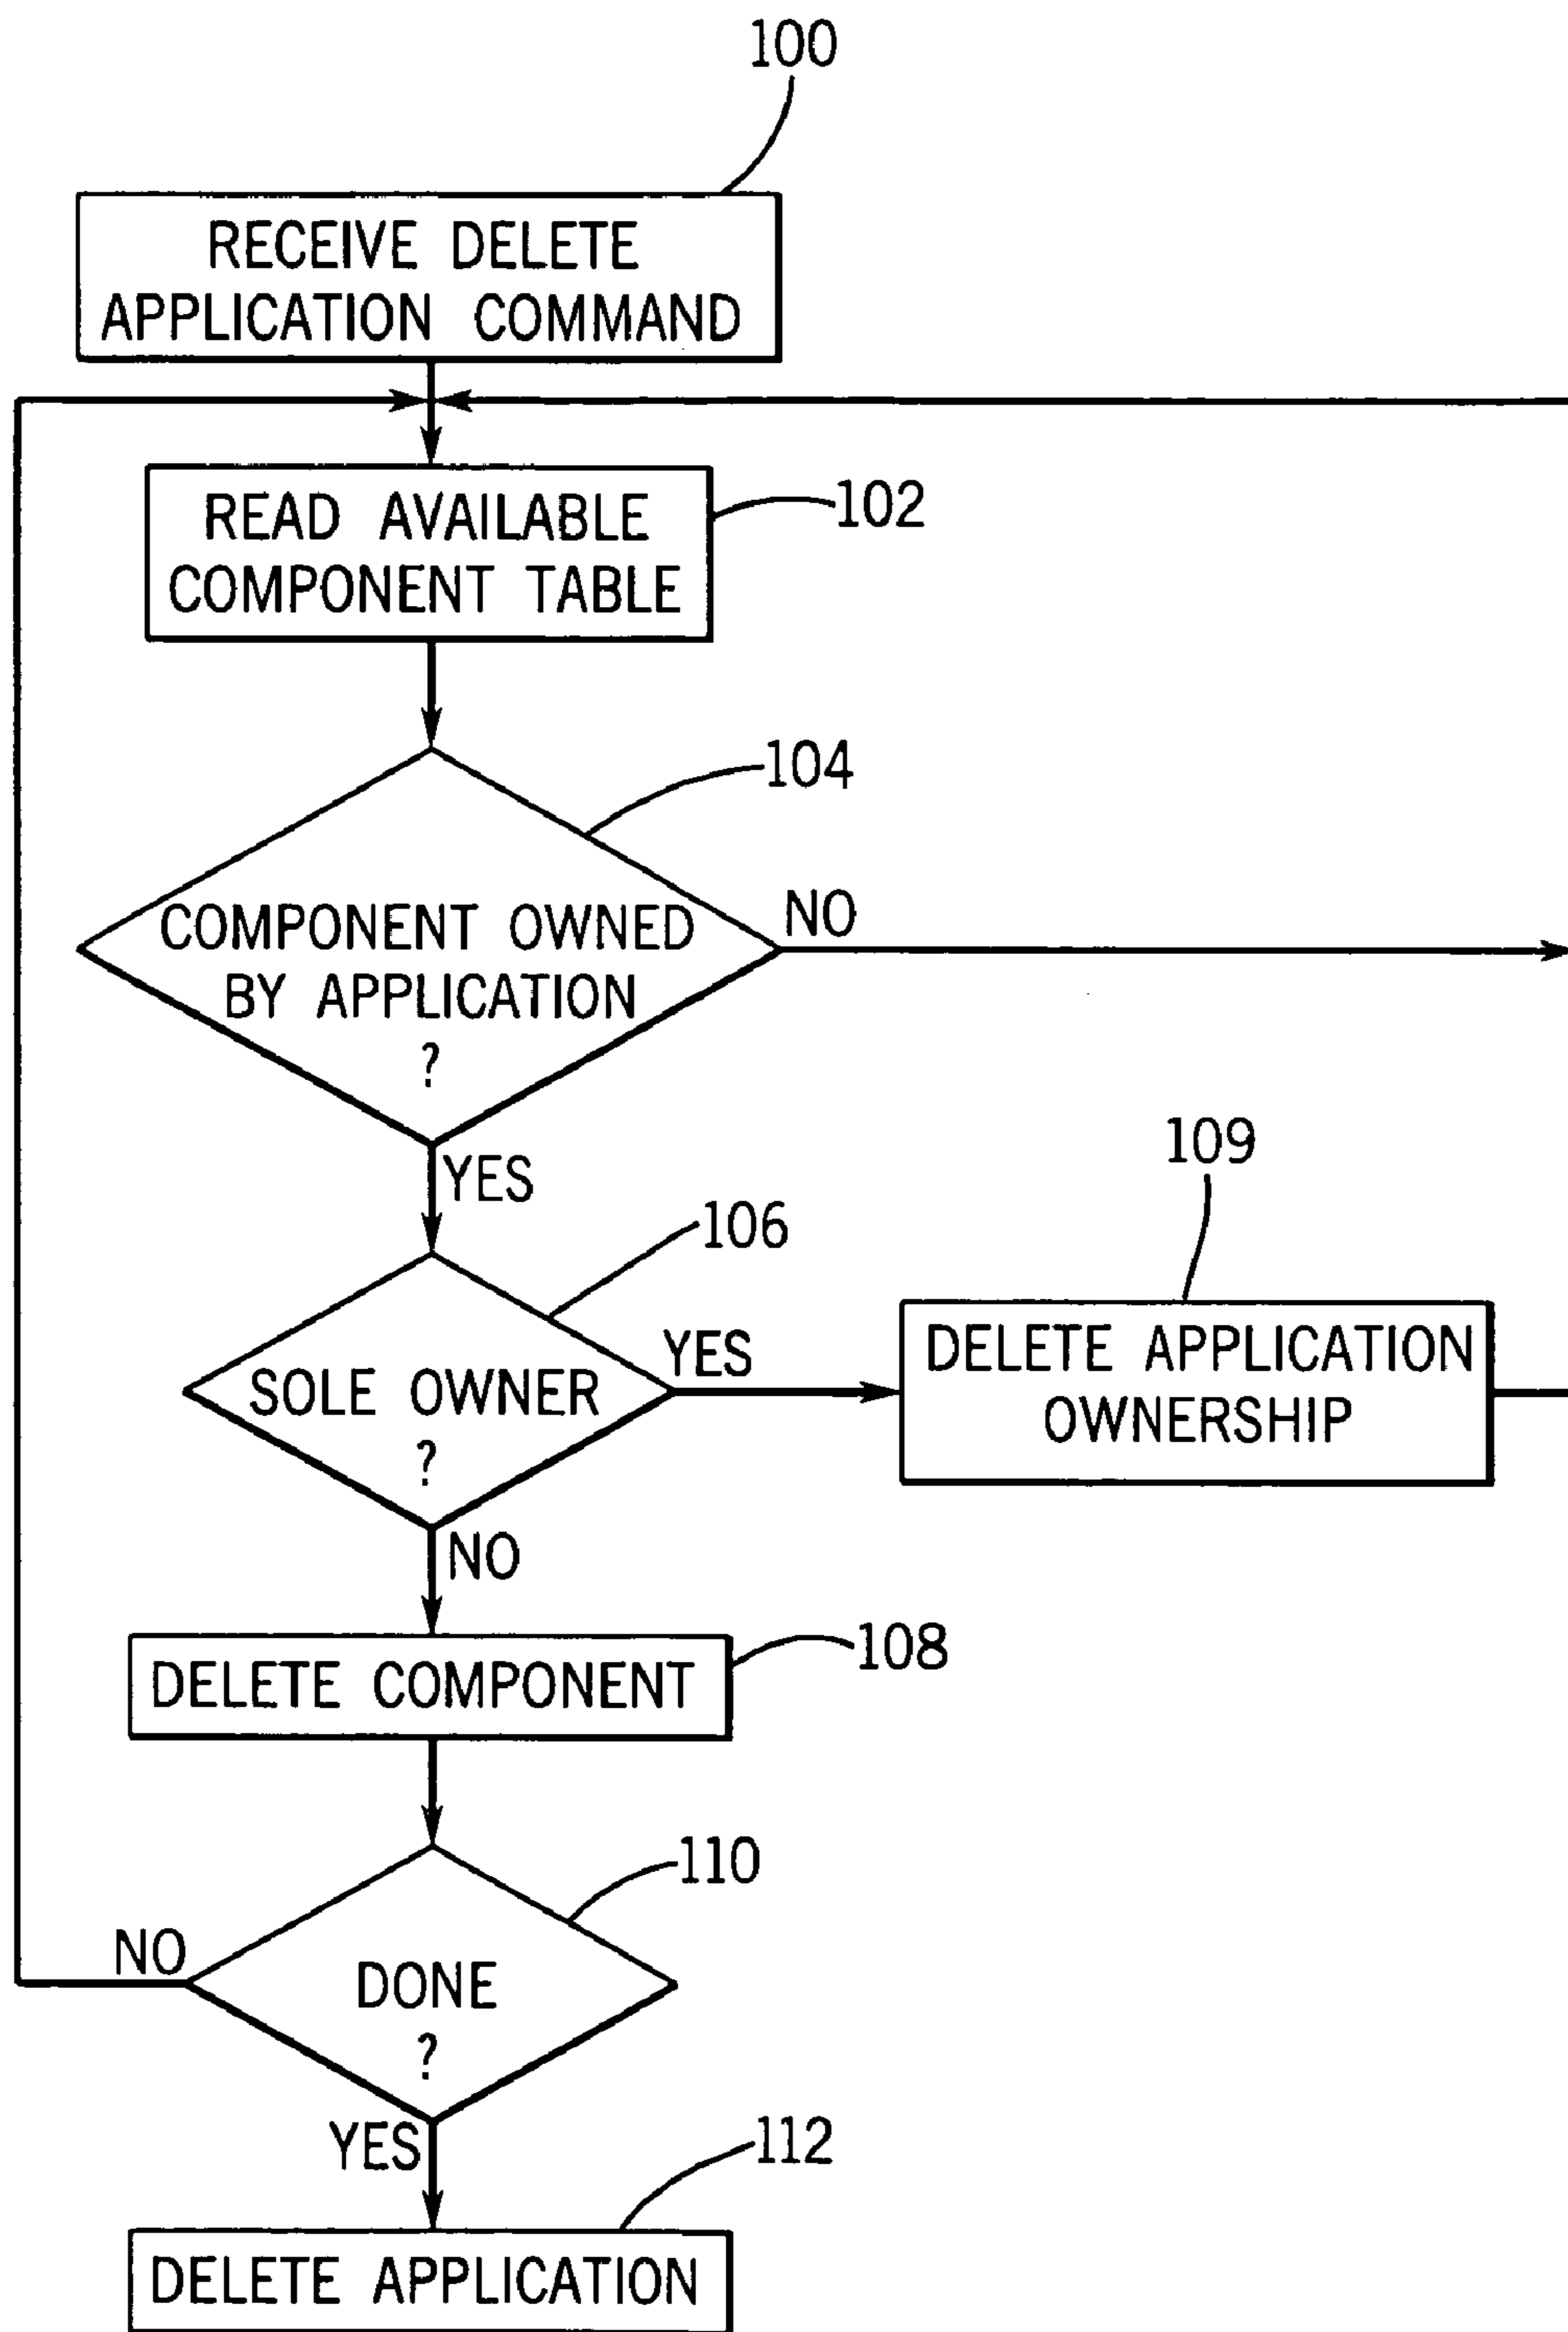 100
RECEIVE DELETE
APPLICATION COMMAND
READ AVAILABLE
COMPONENT TABLE
102
104
COMPONENT OWNED
BY APPLICATION
?
NO
YES
106
109
SOLE OWNER
?
YES
DELETE APPLICATION
OWNERSHIP
NO
DELETE COMPONENT
108
110
NO
DONE
?
YES
112
DELETE APPLICATION